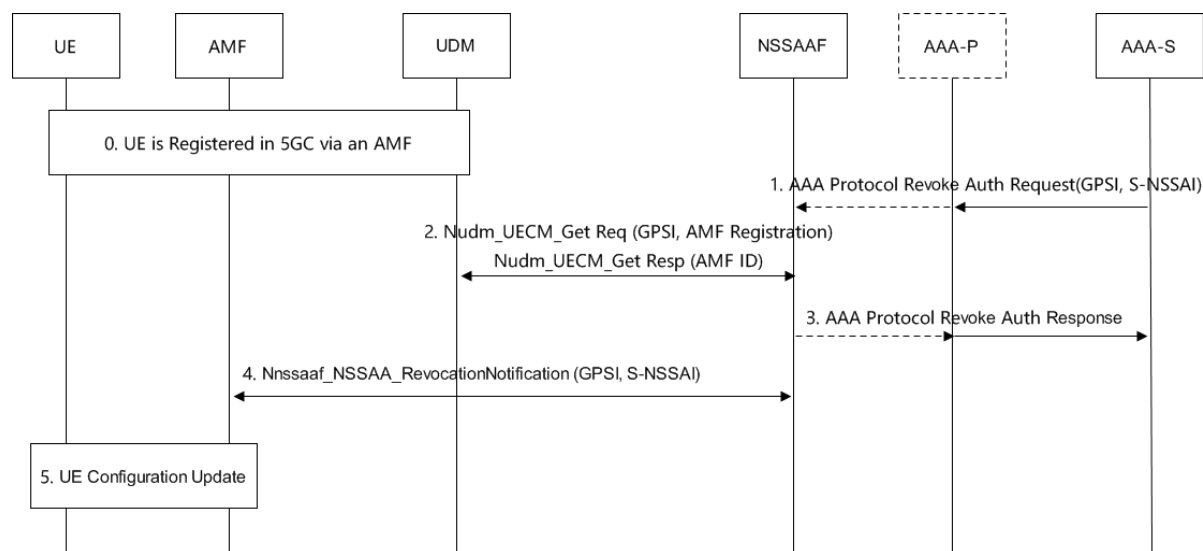 UE
AMF
UDM
NSSAAF
AAA-P
AAA-S
0. UE is Registered in 5GC via an AMF
1. AAA Protocol Revoke Auth Request(GPSI, S-NSSAI)
2. Nudm_UECM_Get Req (GPSI, AMF Registration)
Nudm_UECM_Get Resp (AMF ID)
3. AAA Protocol Revoke Auth Response
4. Nnssaaf_NSSAA_RevocationNotification (GPSI, S-NSSAI)
5. UE Configuration Update